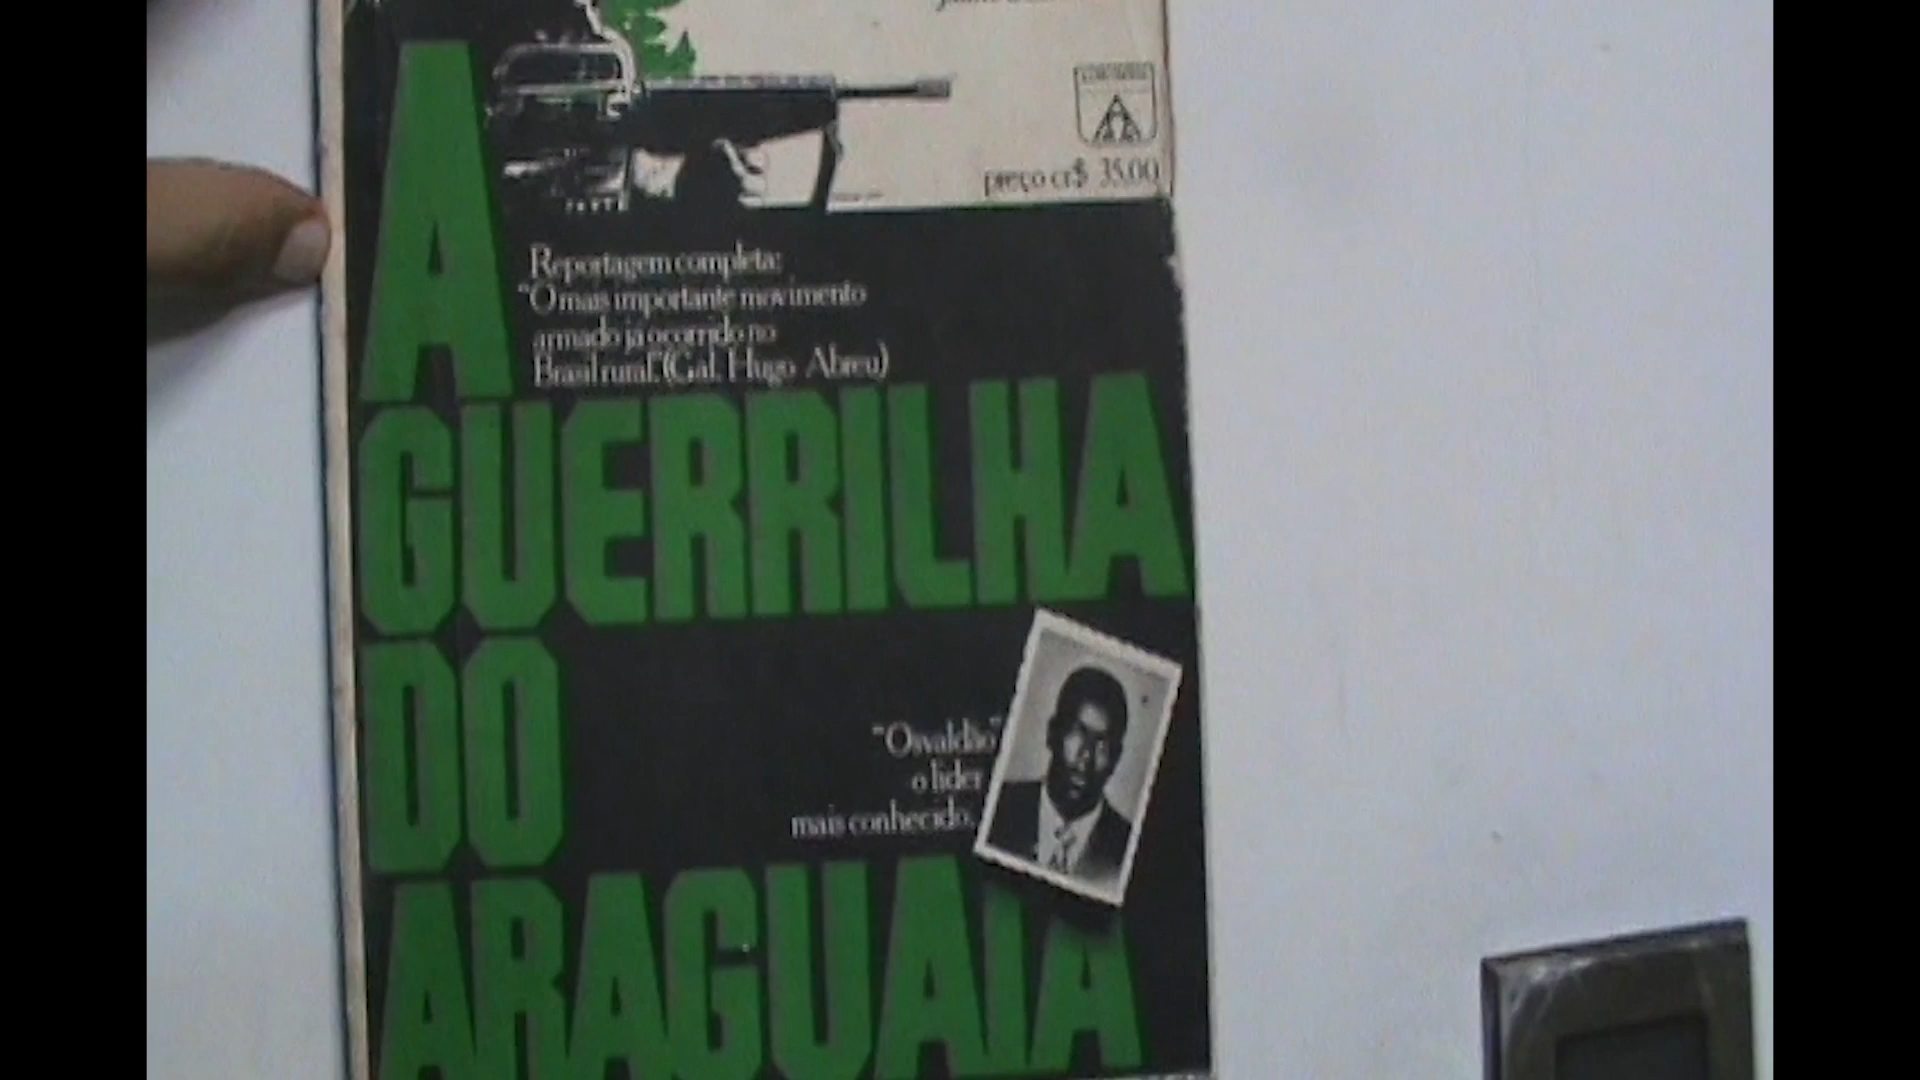 preço cr$ 35,00
A
Reportagem completa:
"O mais importante movimento
armado já ocorrido no
Brasil rural."(Gal. Hugo Abreu)
GUERRILHA
DO
"Osvaldão"
o líder
mais conhecido.
ARAGUAIA